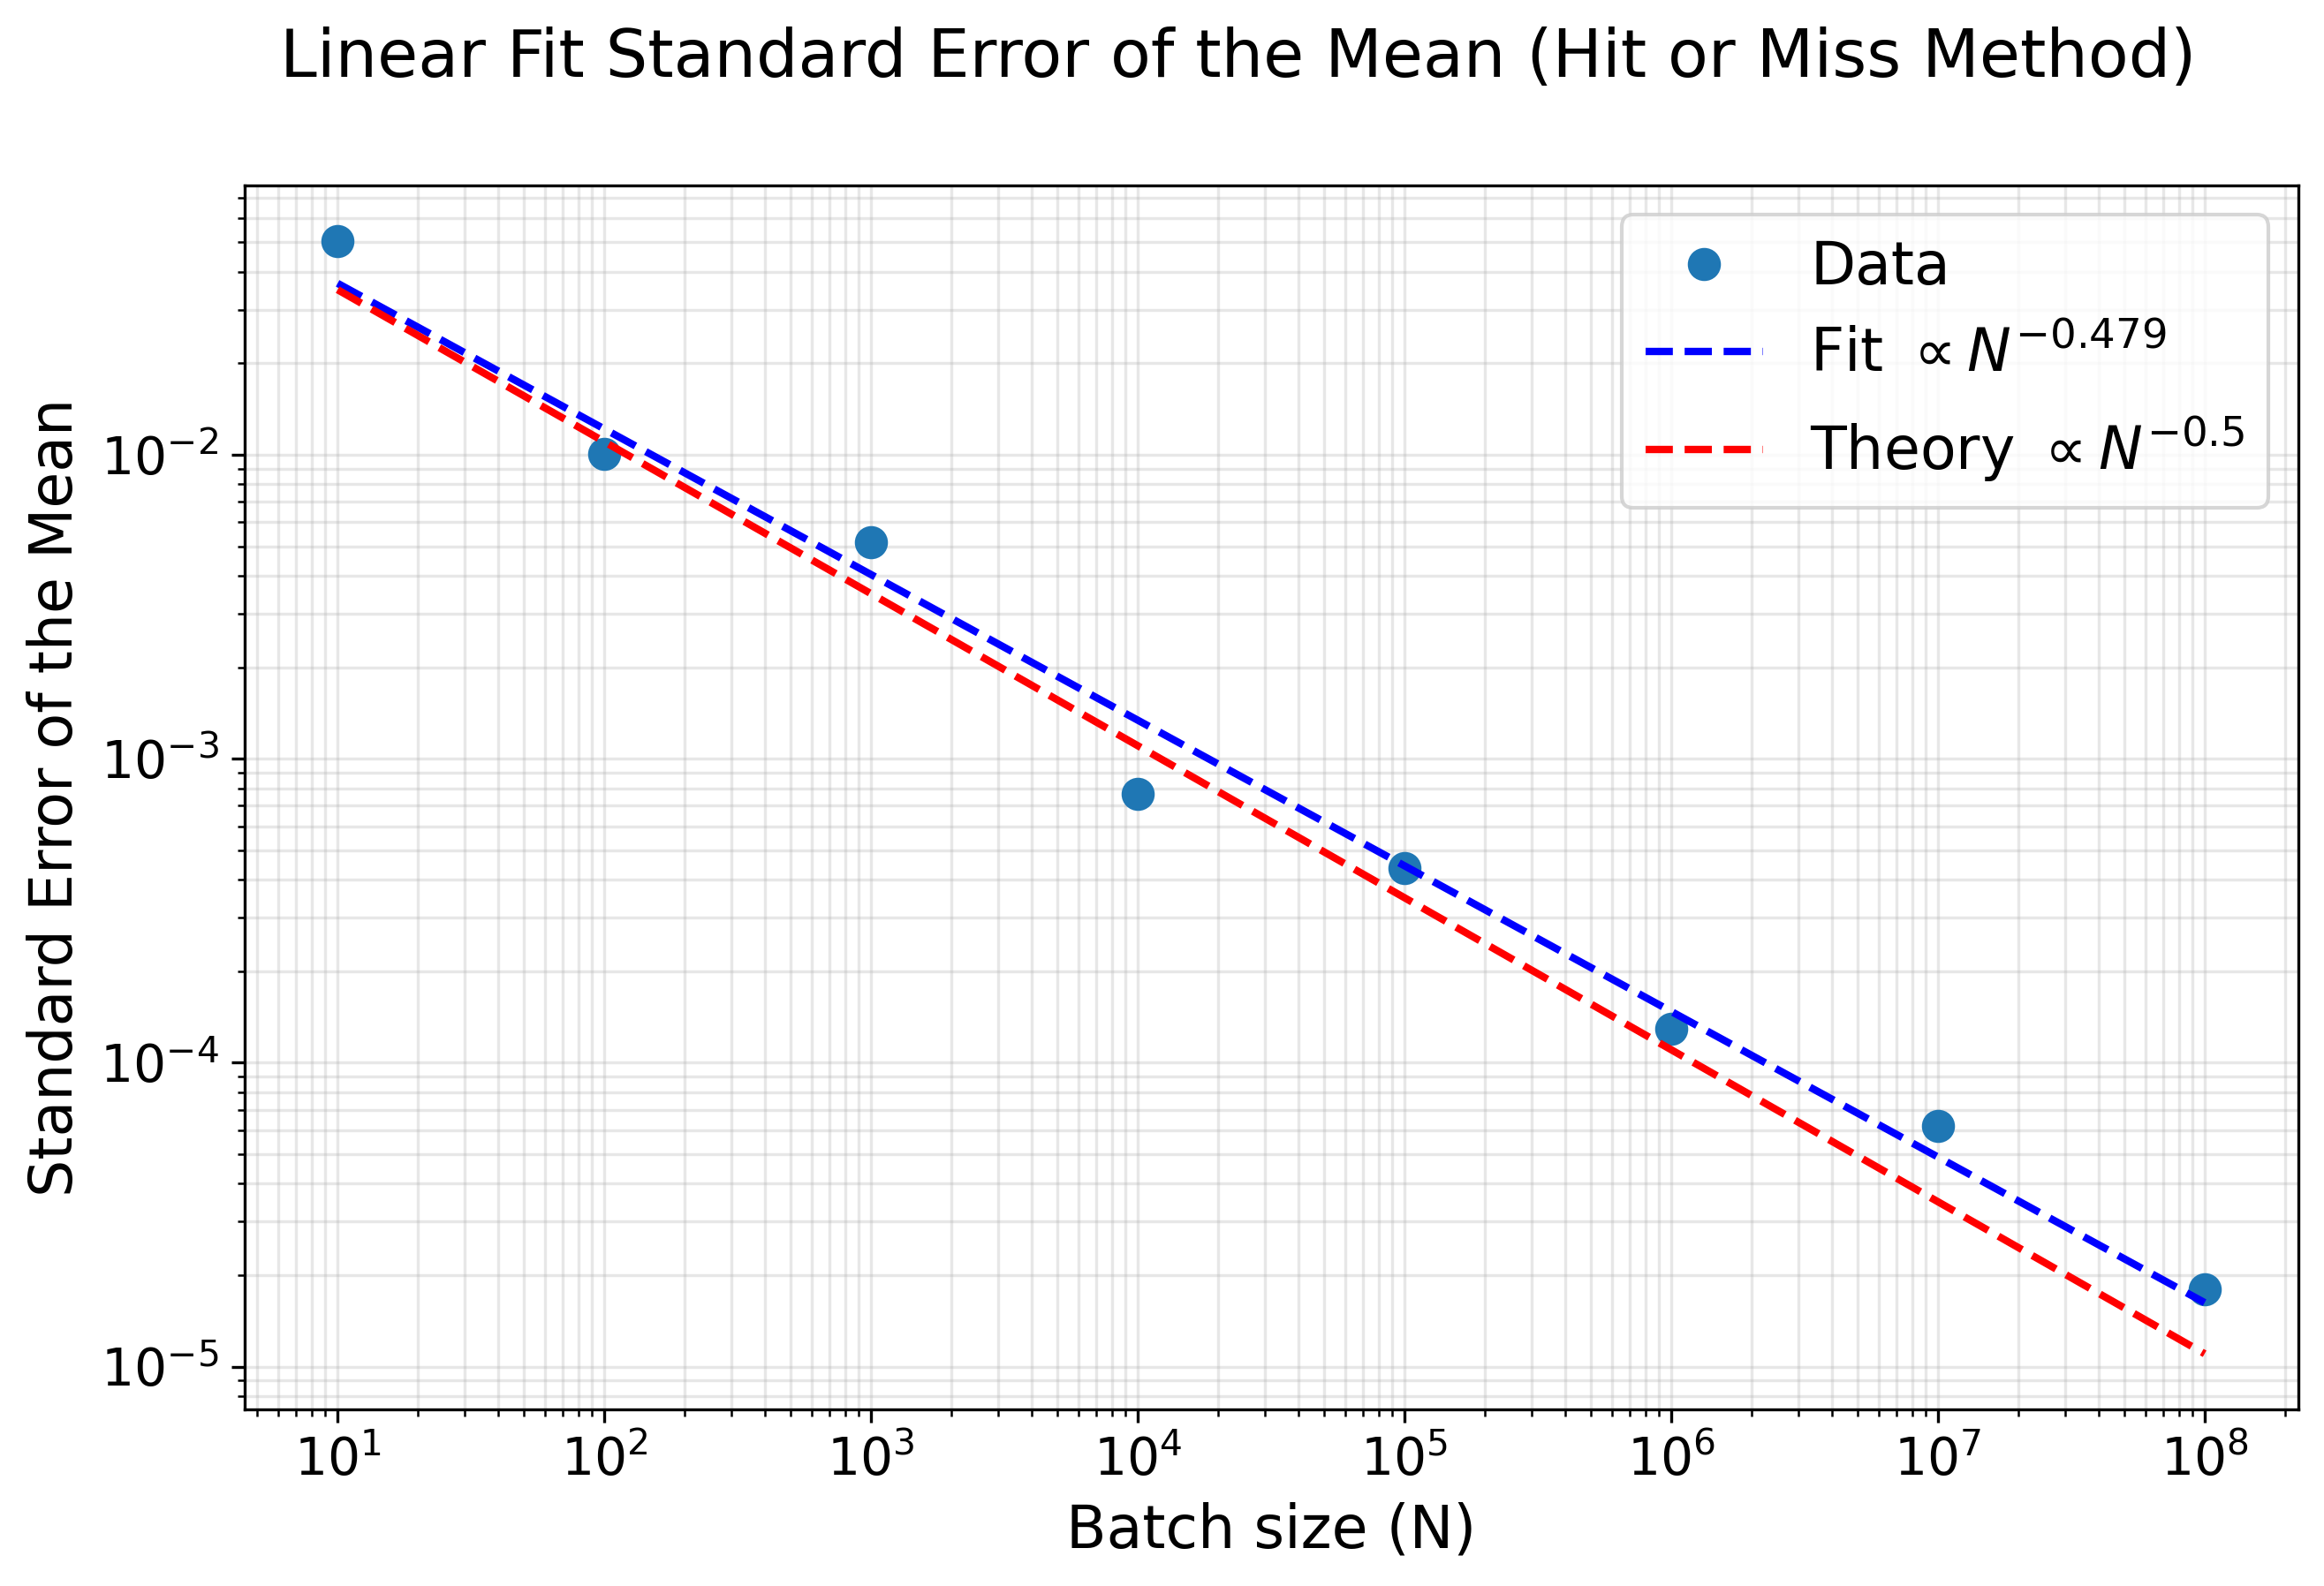 Linear Fit Standard Error of the Mean (Hit or Miss Method)
Data
Fit ∝ N^{−0.479}
Theory ∝ N^{−0.5}
Standard Error of the Mean
10^{−2}
10^{−3}
10^{−4}
10^{−5}
10^{1} 10^{2} 10^{3} 10^{4} 10^{5} 10^{6} 10^{7} 10^{8}
Batch size (N)